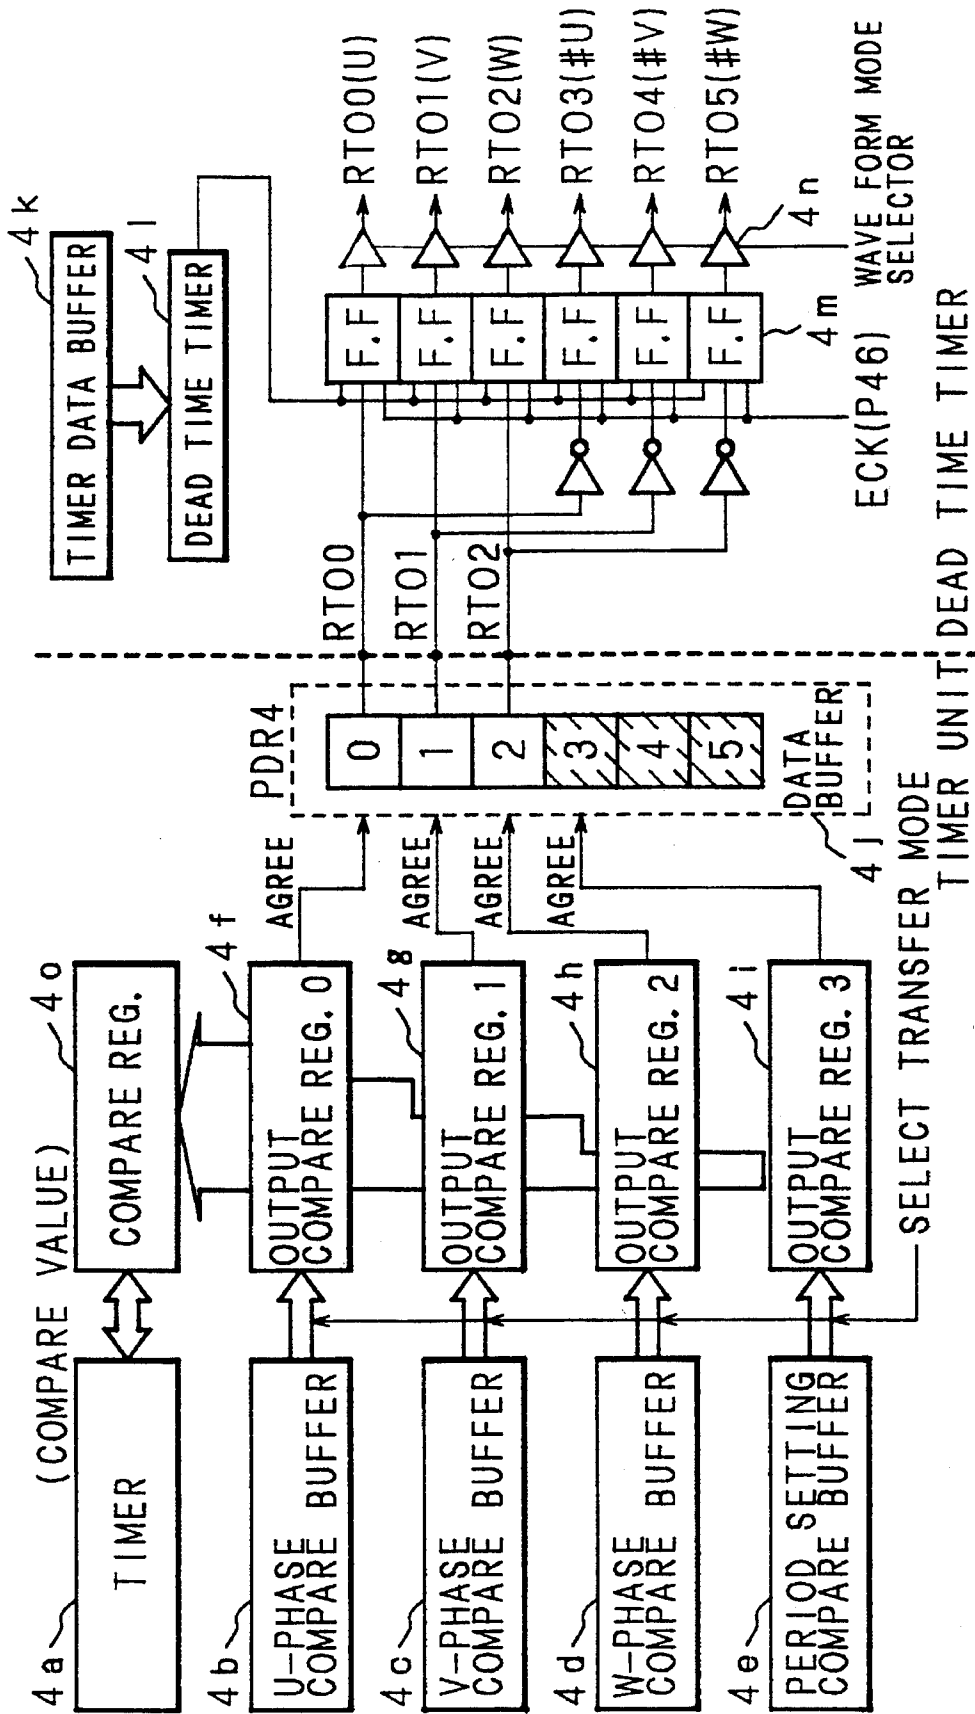 (COMPARE VALUE)
4a
TIMER
4o
COMPARE REG.
4b
U-PHASE
COMPARE BUFFER
4f
OUTPUT
COMPARE REG. 0
AGREE
4c
V-PHASE
COMPARE BUFFER
4g
OUTPUT
COMPARE REG. 1
AGREE
4d
W-PHASE
COMPARE BUFFER
4h
OUTPUT
COMPARE REG. 2
AGREE
4e
PERIOD SETTING
COMPARE BUFFER
4i
OUTPUT
COMPARE REG. 3
AGREE
SELECT TRANSFER MODE
PDR4
0
1
2
3
4
5
DATA
BUFFER
4j
TIMER UNIT
DEAD TIME TIMER
4k
TIMER DATA BUFFER
4l
DEAD TIME TIMER
RTO0
RTO1
RTO2
F.F
F.F
F.F
F.F
F.F
F.F
4m
4n
RTO0(U)
RTO1(V)
RTO2(W)
RTO3(#U)
RTO4(#V)
RTO5(#W)
ECK(P46)
WAVE FORM MODE
SELECTOR